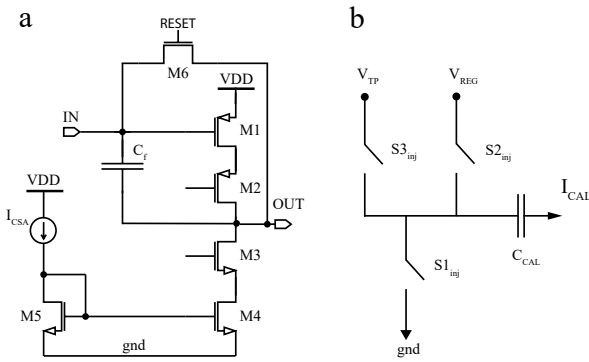 a
RESET
M6
VDD
IN
M1
C_f
M2
VDD
OUT
I_CSA
M3
M5
M4
gnd
b
V_TP
V_REG
S3_inj
S2_inj
I_CAL
C_CAL
S1_inj
gnd